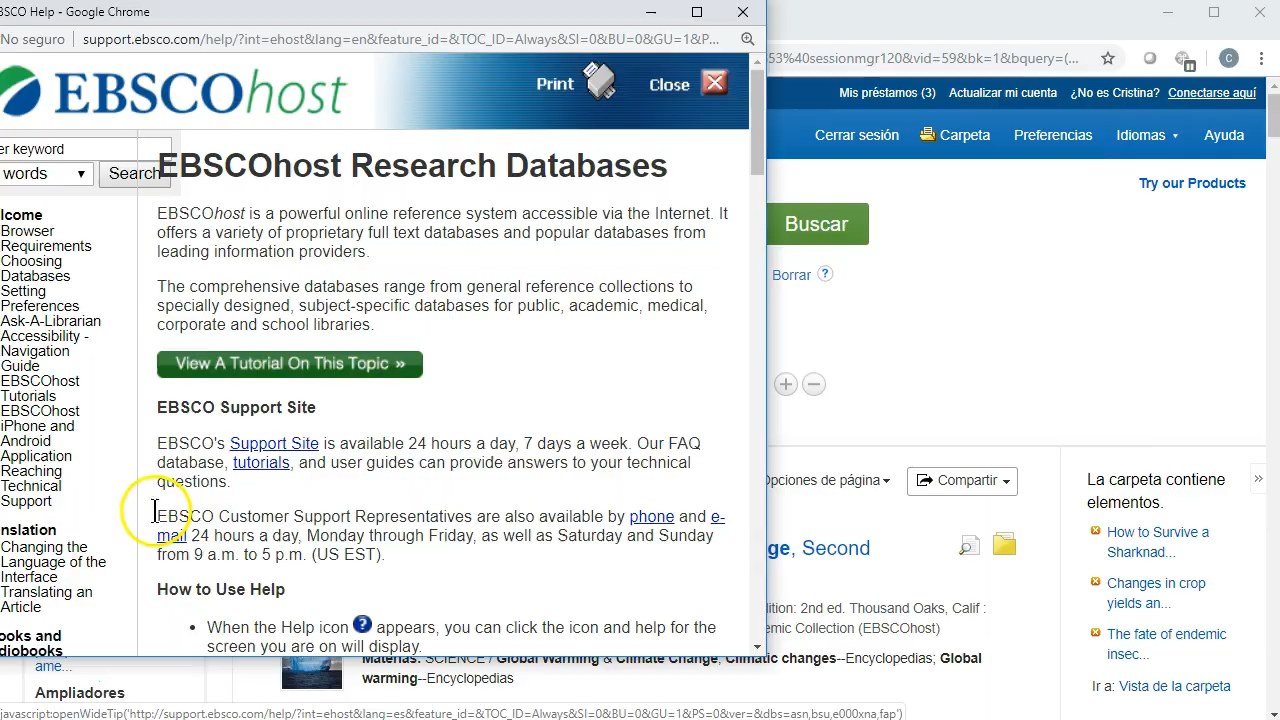 EBSCO Help - Google Chrome
No seguro
support.ebsco.com/help/?int=ehost&lang=en&feature_id=&TOC_ID=Always&SI=0&BU=0&GU=1&P...
53%40sessionmgr120&vid=59&bk=1&bquery=(...
C
EBSCOhost
Print
Close
Mis préstamos (3)
Actualizar mi cuenta
¿No es Cristina?
Conectarse aquí
Cerrar sesión
Carpeta
Preferencias
Idiomas
Ayuda
Try our Products
Buscar
Borrar
er keyword
words
Search
lcome
Browser
Requirements
Choosing
Databases
Setting
Preferences
Ask-A-Librarian
Accessibility -
Navigation
Guide
EBSCOhost
Tutorials
EBSCOhost
iPhone and
Android
Application
Reaching
Technical
Support
nslation
Changing the
Language of the
Interface
Translating an
Article
ooks and
diobooks
EBSCOhost Research Databases
EBSCOhost is a powerful online reference system accessible via the Internet. It
offers a variety of proprietary full text databases and popular databases from
leading information providers.
The comprehensive databases range from general reference collections to
specially designed, subject-specific databases for public, academic, medical,
corporate and school libraries.
View A Tutorial On This Topic »
EBSCO Support Site
EBSCO's Support Site is available 24 hours a day, 7 days a week. Our FAQ
database, tutorials, and user guides can provide answers to your technical
questions.
EBSCO Customer Support Representatives are also available by phone and e-
mail 24 hours a day, Monday through Friday, as well as Saturday and Sunday
from 9 a.m. to 5 p.m. (US EST).
How to Use Help
• When the Help icon ? appears, you can click the icon and help for the
screen you are on will display.
Opciones de página
Compartir
ge, Second
dition: 2nd ed. Thousand Oaks, Calif :
emic Collection (EBSCOhost)
Materias: SCIENCE / Global Warming & Climate Change; Climatic changes--Encyclopedias; Global
warming--Encyclopedias
La carpeta contiene
elementos.
»
How to Survive a
Sharknad...
Changes in crop
yields an...
The fate of endemic
insec...
Ir a: Vista de la carpeta
ame...
Ampliadores
javascript:openWideTip('http://support.ebsco.com/help/?int=ehost&lang=es&feature_id=&TOC_ID=Always&SI=0&BU=0&GU=1&PS=0&ver=&dbs=asn,bsu,e000xna,fap')